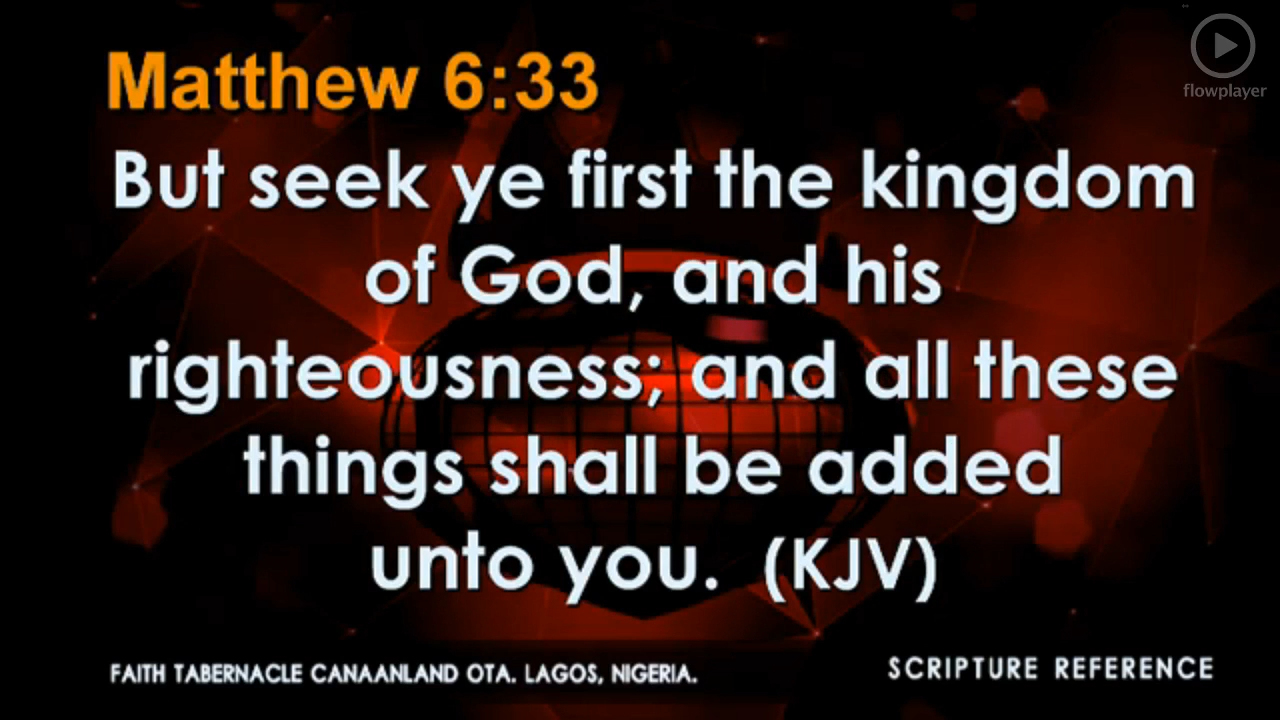 Matthew 6:33
flowplayer
But seek ye first the kingdom
of God, and his
righteousness; and all these
things shall be added
unto you. (KJV)
FAITH TABERNACLE CANAANLAND OTA. LAGOS, NIGERIA.
SCRIPTURE REFERENCE